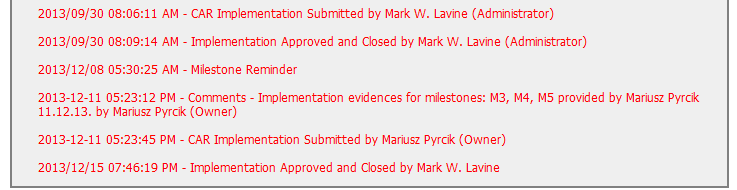 2013/09/30 08:06:11 AM - CAR Implementation Submitted by Mark W. Lavine (Administrator)
2013/09/30 08:09:14 AM - Implementation Approved and Closed by Mark W. Lavine (Administrator)
2013/12/08 05:30:25 AM - Milestone Reminder
2013-12-11 05:23:12 PM - Comments - Implementation evidences for milestones: M3, M4, M5 provided by Mariusz Pyrcik
11.12.13. by Mariusz Pyrcik (Owner)
2013-12-11 05:23:45 PM - CAR Implementation Submitted by Mariusz Pyrcik (Owner)
2013/12/15 07:46:19 PM - Implementation Approved and Closed by Mark W. Lavine